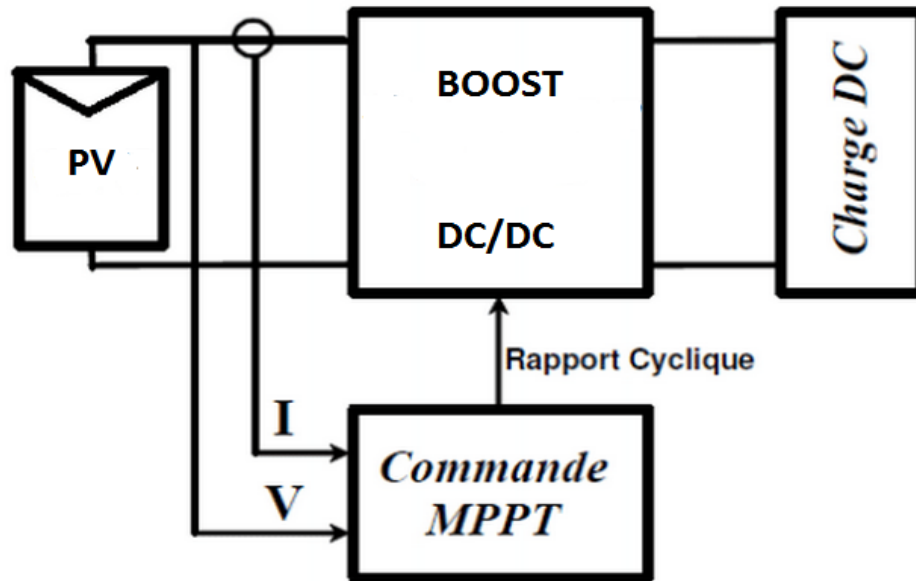 BOOST
PV
DC/DC
Charge DC
Rapport Cyclique
I
V
Commande
MPPT